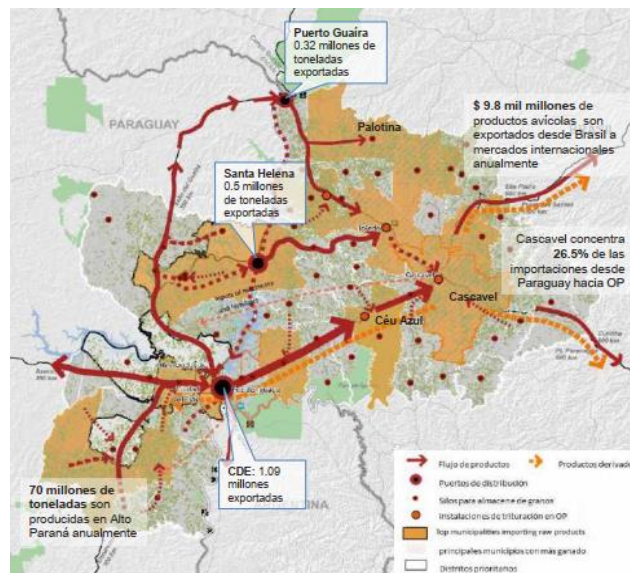 Puerto Guaira
0.32 millones de
toneladas
exportadas
PARAGUAY
Palotina
$ 9.8 mil millones de
productos avícolas son
exportados desde Brasil a
mercados internacionales
anualmente
Santa Helena
0.5 millones
de toneladas
exportadas
Toledo
Cascavel concentra
26.5% de las
importaciones desde
Paraguay hacia OP
Cascavel
Cascavel
Céu Azul
CDE: 1.09
millones
exportadas
70 millones de
toneladas son
producidas en Alto
Paraná anualmente
ARGENTINA
Flujo de productos
Productos derivado
Puertos de distribución
Silos para almacene de granos
Instalaciones de trituración en OP
Top municipalities importing raw products
principales municipios con más ganado
Distritos prioritarios